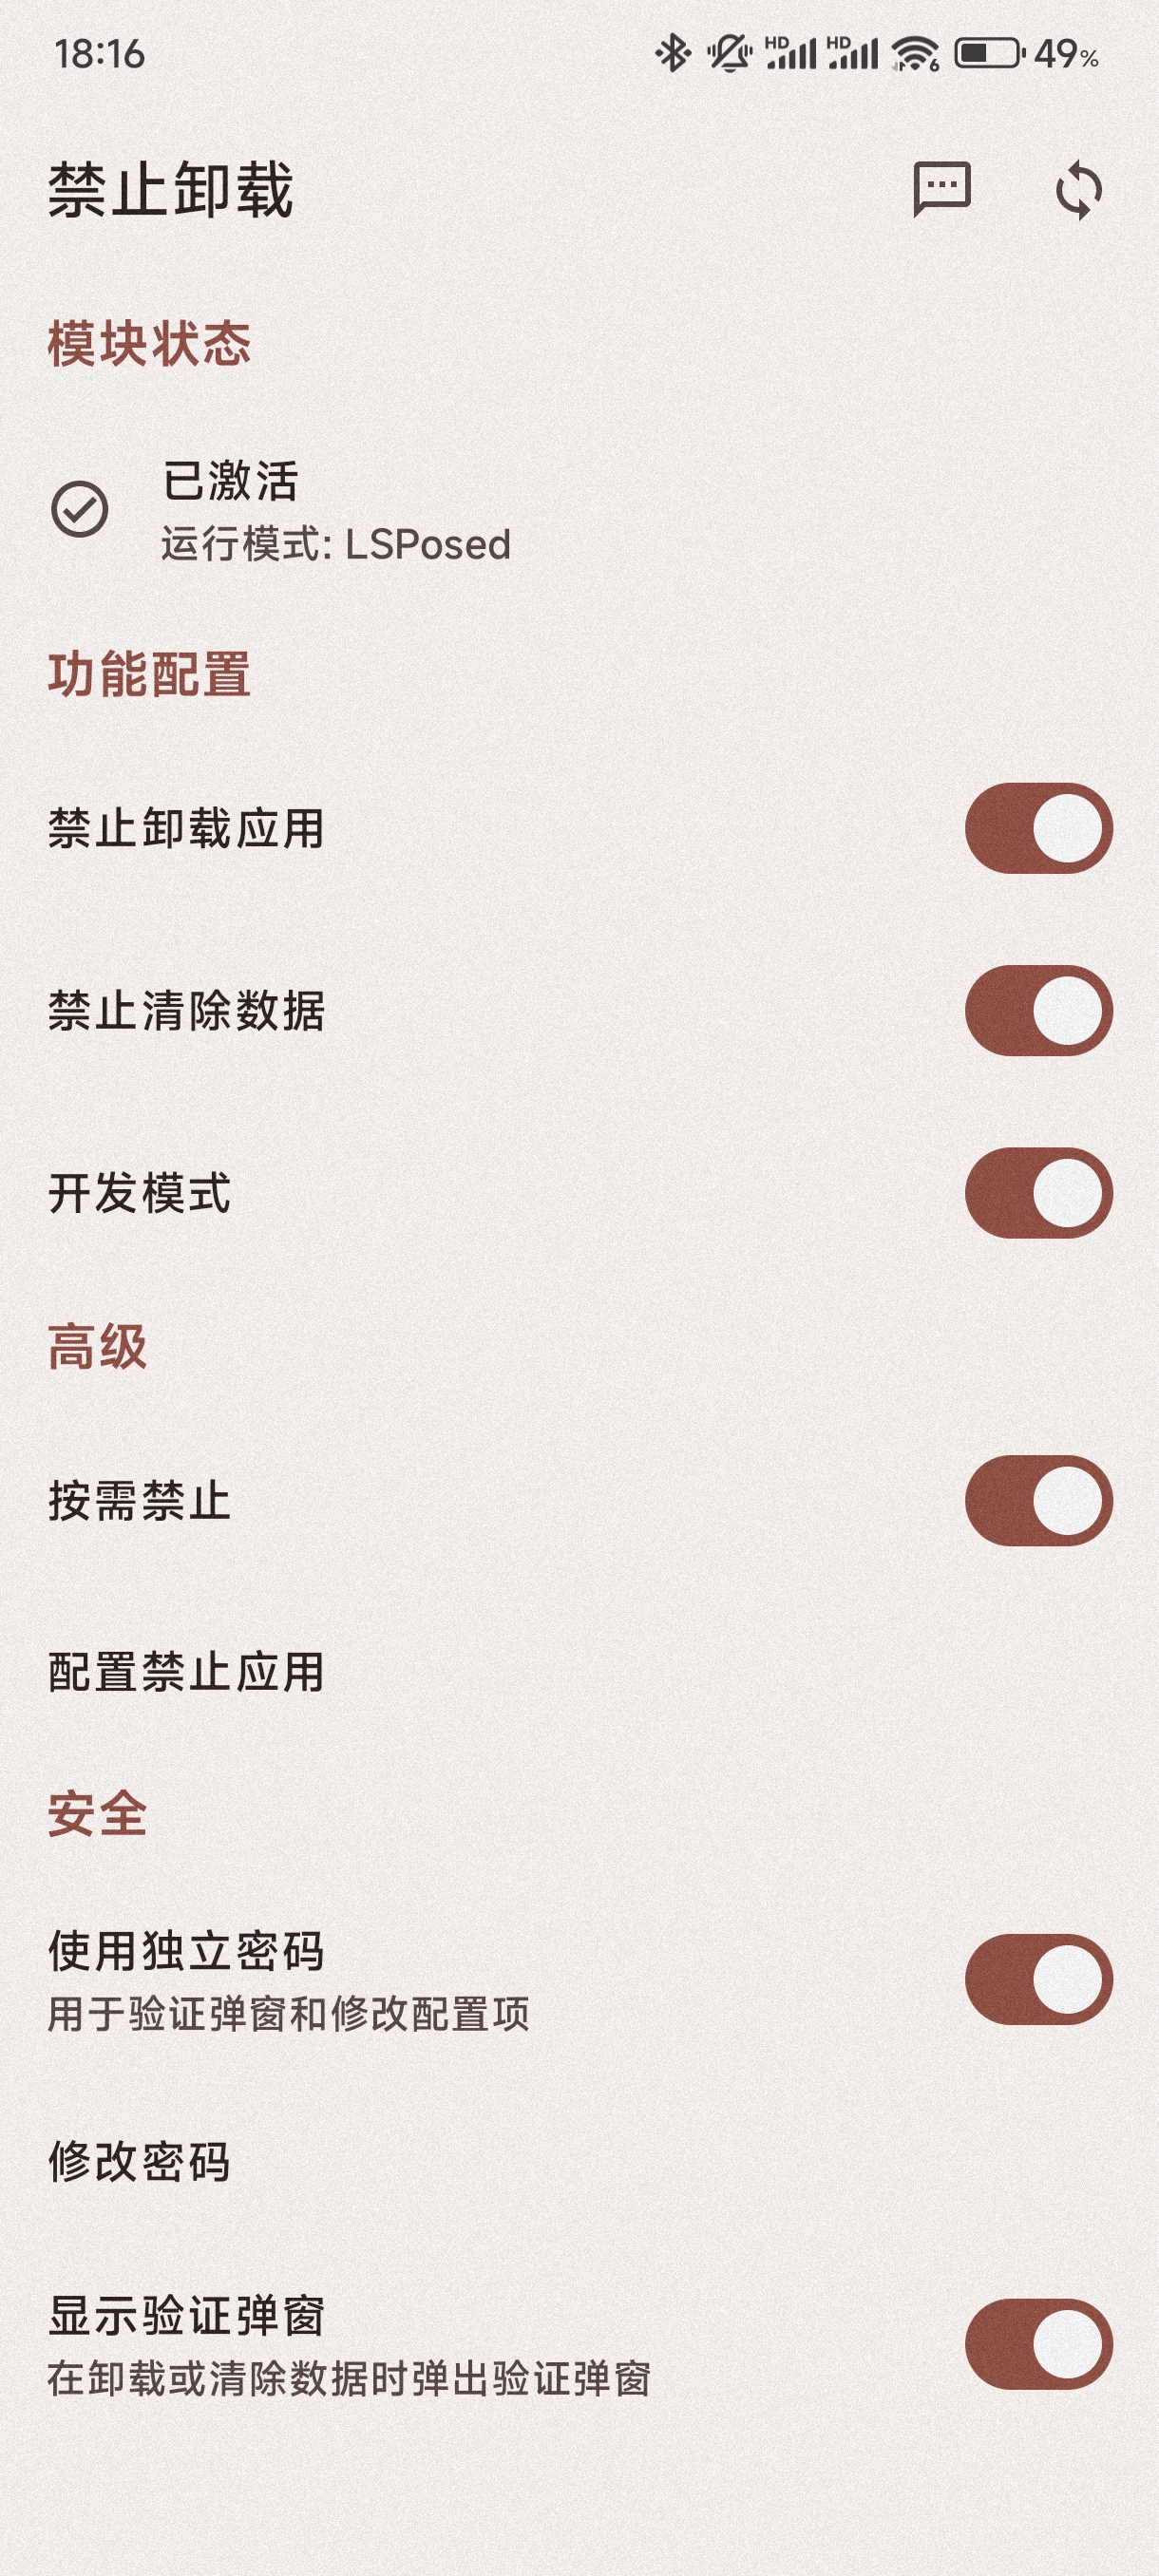 18:16 HD HD 6 49%
禁止卸载
模块状态
已激活
运行模式: LSPosed
功能配置
禁止卸载应用
禁止清除数据
开发模式
高级
按需禁止
配置禁止应用
安全
使用独立密码
用于验证弹窗和修改配置项
修改密码
显示验证弹窗
在卸载或清除数据时弹出验证弹窗